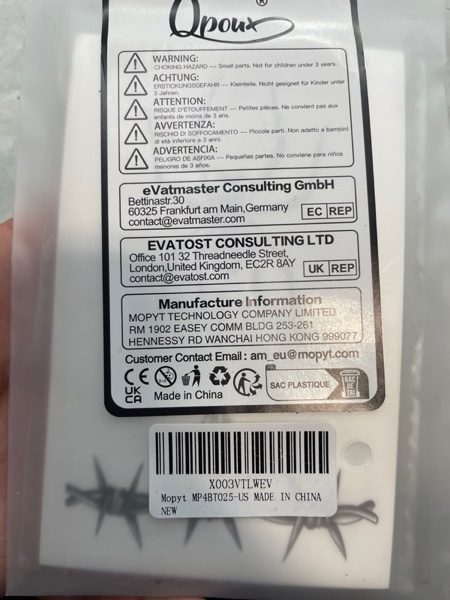 Qpoux®
WARNING:
CHOKING HAZARD — Small parts. Not for children under 3 years.
ACHTUNG:
ERSTICKUNGSGEFAHR — Kleinteile. Nicht geeignet für Kinder unter
3 Jahren.
ATTENTION:
RISQUE D'ÉTOUFFEMENT — Petites pièces. Ne convient pas aux
enfants de moins de 3 ans.
AVVERTENZA:
RISCHIO DI SOFFOCAMENTO — Piccole parti. Non adatto a bambini
di età inferiore a 3 anni.
ADVERTENCIA:
PELIGRO DE ASFIXIA — Pequeñas partes. No conviene para niños
menores de 3 años.
eVatmaster Consulting GmbH
Bettinastr.30
60325 Frankfurt am Main,Germany
contact@evatmaster.com
EC REP
EVATOST CONSULTING LTD
Office 101 32 Threadneedle Street,
London,United Kingdom, EC2R 8AY
contact@evatost.com
UK REP
Manufacture Information
MOPYT TECHNOLOGY COMPANY LIMITED
RM 1902 EASEY COMM BLDG 253-261
HENNESSY RD WANCHAI HONG KONG 999077
Customer Contact Email : am_eu@mopyt.com
CE
UK
CA
Made in China
FR
SAC PLASTIQUE
BAC
DE
TRI
X003VTLWEV
Mopyt MP4BT025-US MADE IN CHINA
NEW